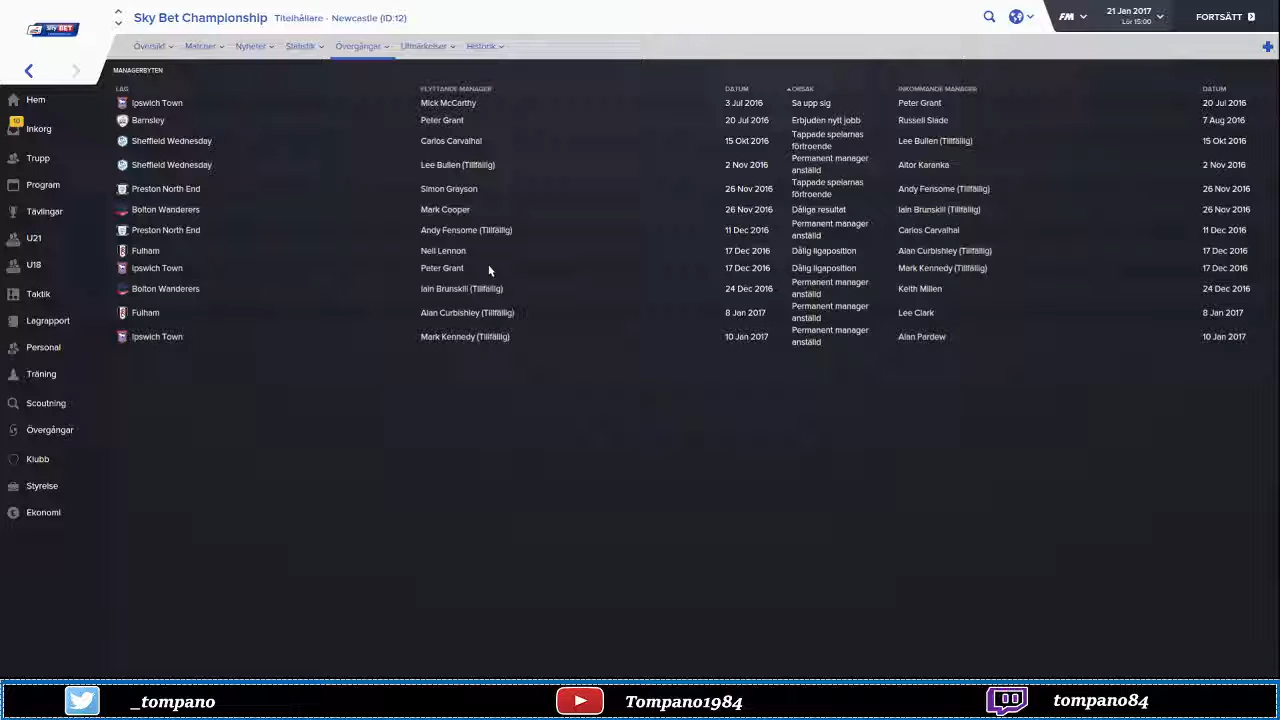 sky BET
Sky Bet Championship
Titelhållare - Newcastle (ID:12)
FM
21 Jan 2017
Lör 15:00
FORTSÄTT
Översikt
Matcher
Nyheter
Statistik
Övergångar
Utmärkelser
Historik
MANAGERBYTEN
LAG FLYTTANDE MANAGER DATUM ORSAK INKOMMANDE MANAGER DATUM
Ipswich Town Mick McCarthy 3 Jul 2016 Sa upp sig Peter Grant 20 Jul 2016
Barnsley Peter Grant 20 Jul 2016 Erbjuden nytt jobb Russell Slade 7 Aug 2016
Sheffield Wednesday Carlos Carvalhal 15 Okt 2016 Tappade spelarnas förtroende Lee Bullen (Tillfällig) 15 Okt 2016
Sheffield Wednesday Lee Bullen (Tillfällig) 2 Nov 2016 Permanent manager anställd Aitor Karanka 2 Nov 2016
Preston North End Simon Grayson 26 Nov 2016 Tappade spelarnas förtroende Andy Fensome (Tillfällig) 26 Nov 2016
Bolton Wanderers Mark Cooper 26 Nov 2016 Dåliga resultat Iain Brunskill (Tillfällig) 26 Nov 2016
Preston North End Andy Fensome (Tillfällig) 11 Dec 2016 Permanent manager anställd Carlos Carvalhal 11 Dec 2016
Fulham Neil Lennon 17 Dec 2016 Dålig ligaposition Alan Curbishley (Tillfällig) 17 Dec 2016
Ipswich Town Peter Grant 17 Dec 2016 Dålig ligaposition Mark Kennedy (Tillfällig) 17 Dec 2016
Bolton Wanderers Iain Brunskill (Tillfällig) 24 Dec 2016 Permanent manager anställd Keith Millen 24 Dec 2016
Fulham Alan Curbishley (Tillfällig) 8 Jan 2017 Permanent manager anställd Lee Clark 8 Jan 2017
Ipswich Town Mark Kennedy (Tillfällig) 10 Jan 2017 Permanent manager anställd Alan Pardew 10 Jan 2017
Hem
10
Inkorg
Trupp
Program
Tävlingar
U21
U18
Taktik
Lagrapport
Personal
Träning
Scoutning
Övergångar
Klubb
Styrelse
Ekonomi
_tompano
Tompano1984
tompano84